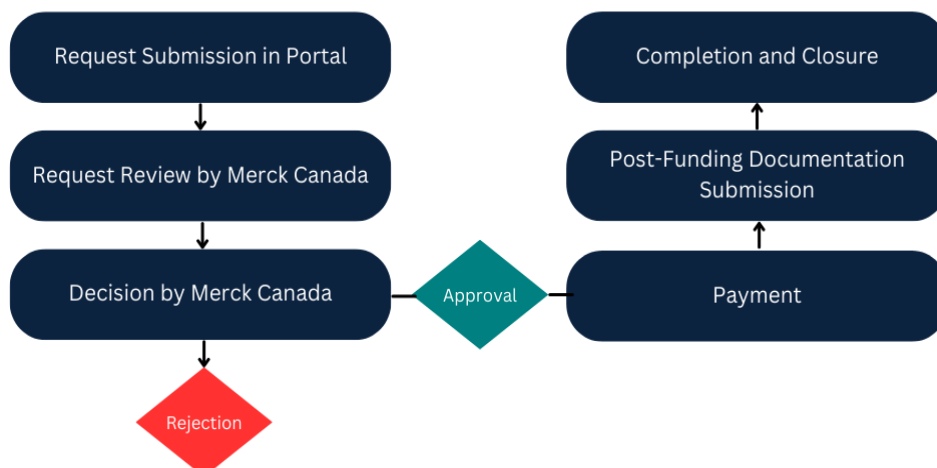 Request Submission in Portal
Request Review by Merck Canada
Decision by Merck Canada
Rejection
Approval
Payment
Post-Funding Documentation
Submission
Completion and Closure